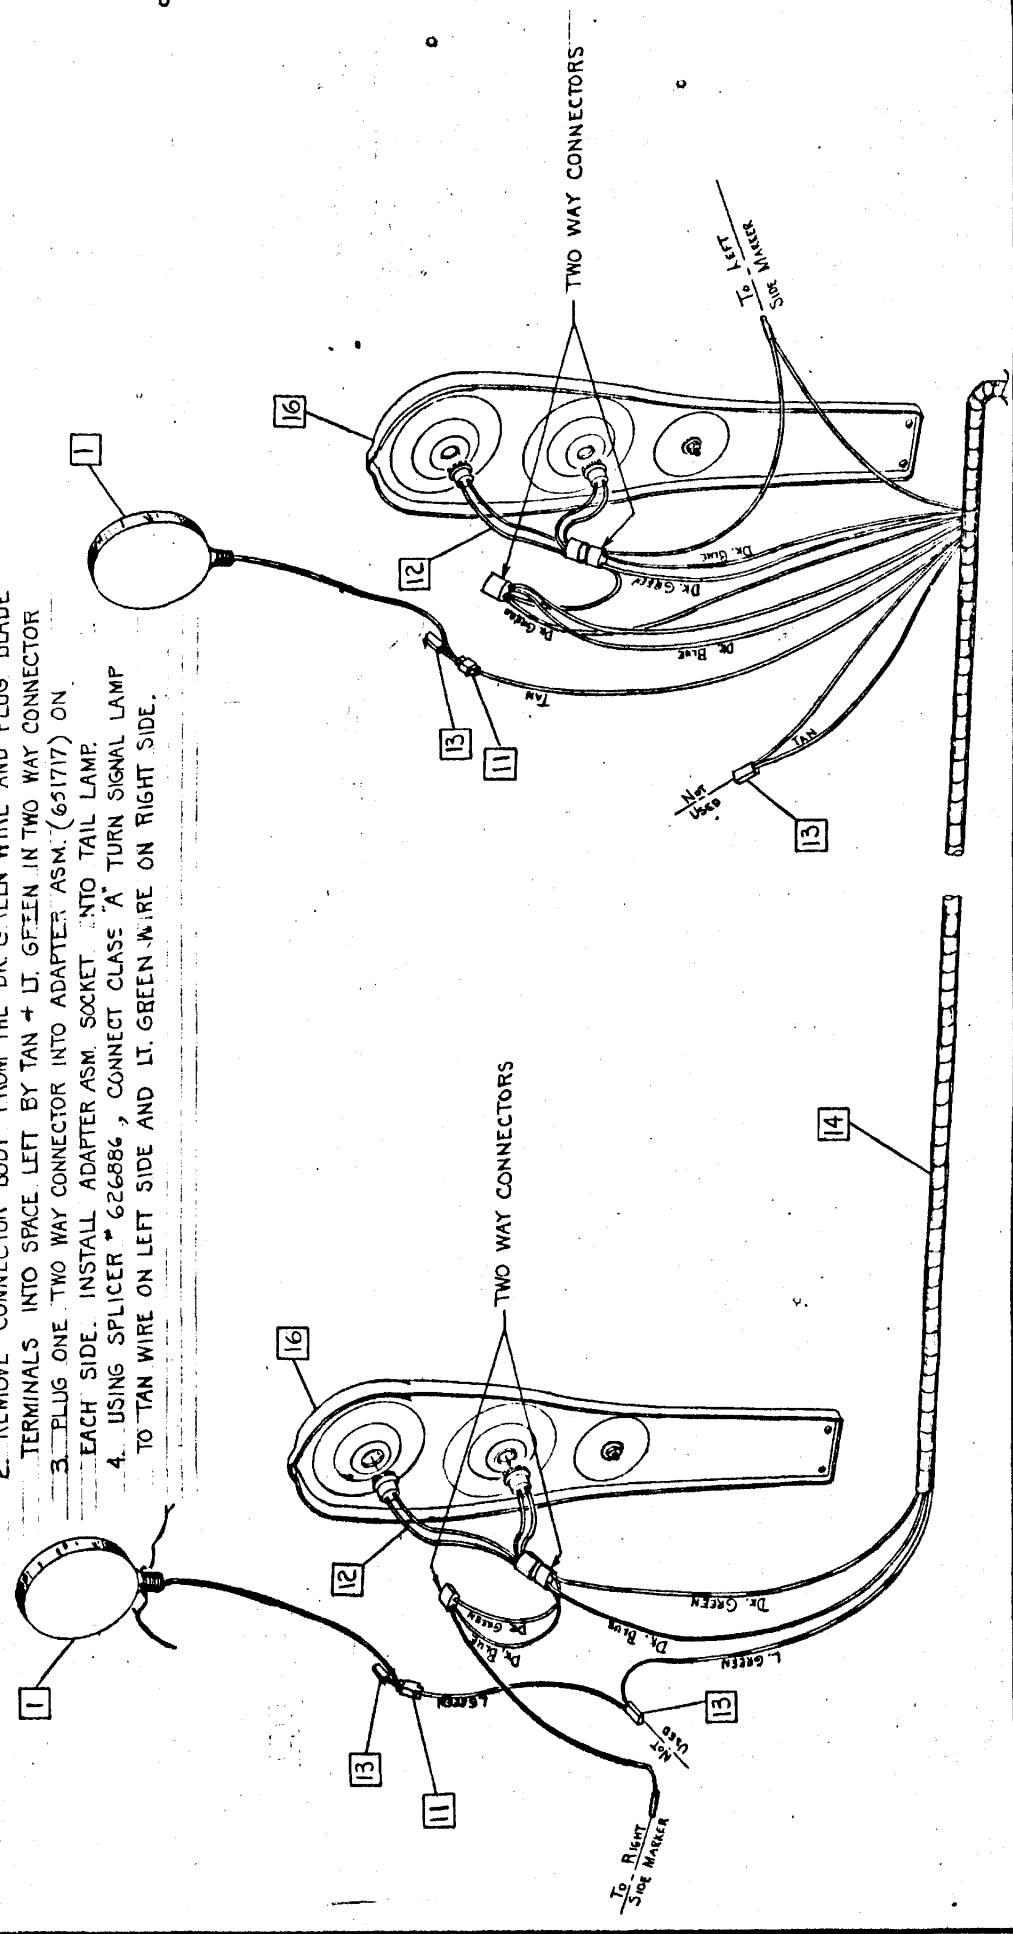 2. REMOVE CONNECTOR BODY FROM THE DK. GREEN WIRE AND PLUG BLADE
TERMINALS INTO SPACE LEFT BY TAN + LT. GREEN IN TWO WAY CONNECTOR
3. PLUG ONE TWO WAY CONNECTOR INTO ADAPTER ASM. (651717) ON
EACH SIDE. INSTALL ADAPTER ASM. SOCKET INTO TAIL LAMP.
4. USING SPLICER # 626886, CONNECT CLASS "A" TURN SIGNAL LAMP
TO TAN WIRE ON LEFT SIDE AND LT. GREEN WIRE ON RIGHT SIDE.
1
16
12
13
11
TWO WAY CONNECTORS
DK. GREEN
DK. BLUE
DK. GREEN
DK. BLUE
L. GREEN
L. GREEN
13
NOT
USED
TO - RIGHT
SIDE MARKER
14
1
16
12
13
11
TWO WAY CONNECTORS
DK. BLUE
DK. GREEN
DK. GREEN
DK. BLUE
TAN
TAN
NOT
USED
13
TO - LEFT
SIDE MARKER